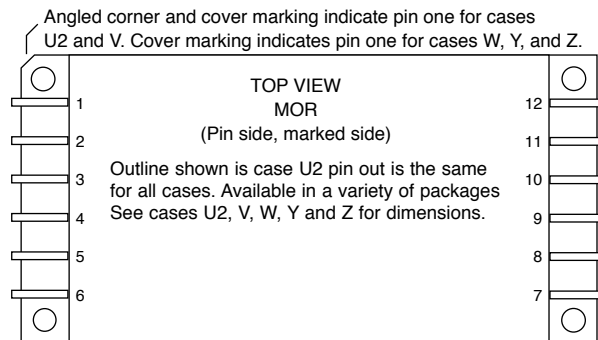 Angled corner and cover marking indicate pin one for cases
U2 and V. Cover marking indicates pin one for cases W, Y, and Z.
TOP VIEW
MOR
(Pin side, marked side)
Outline shown is case U2 pin out is the same
for all cases. Available in a variety of packages
See cases U2, V, W, Y and Z for dimensions.
1
2
3
4
5
6
12
11
10
9
8
7